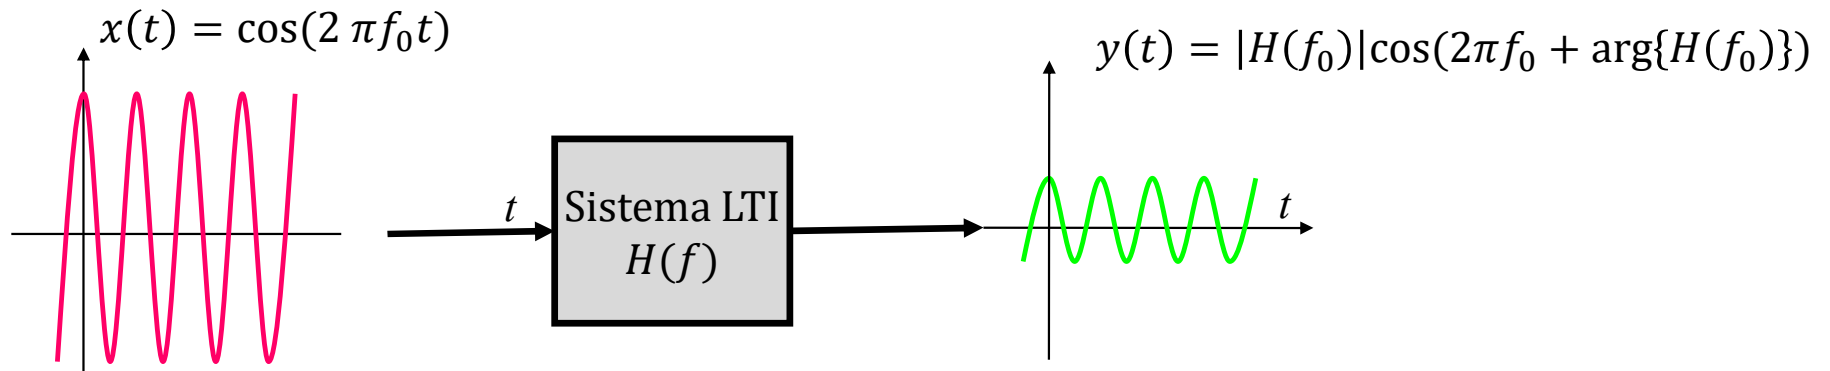 x(t) = cos(2 πf₀t)
y(t) = |H(f₀)|cos(2πf₀ + arg{H(f₀)})
t
Sistema LTI
H(f)
t